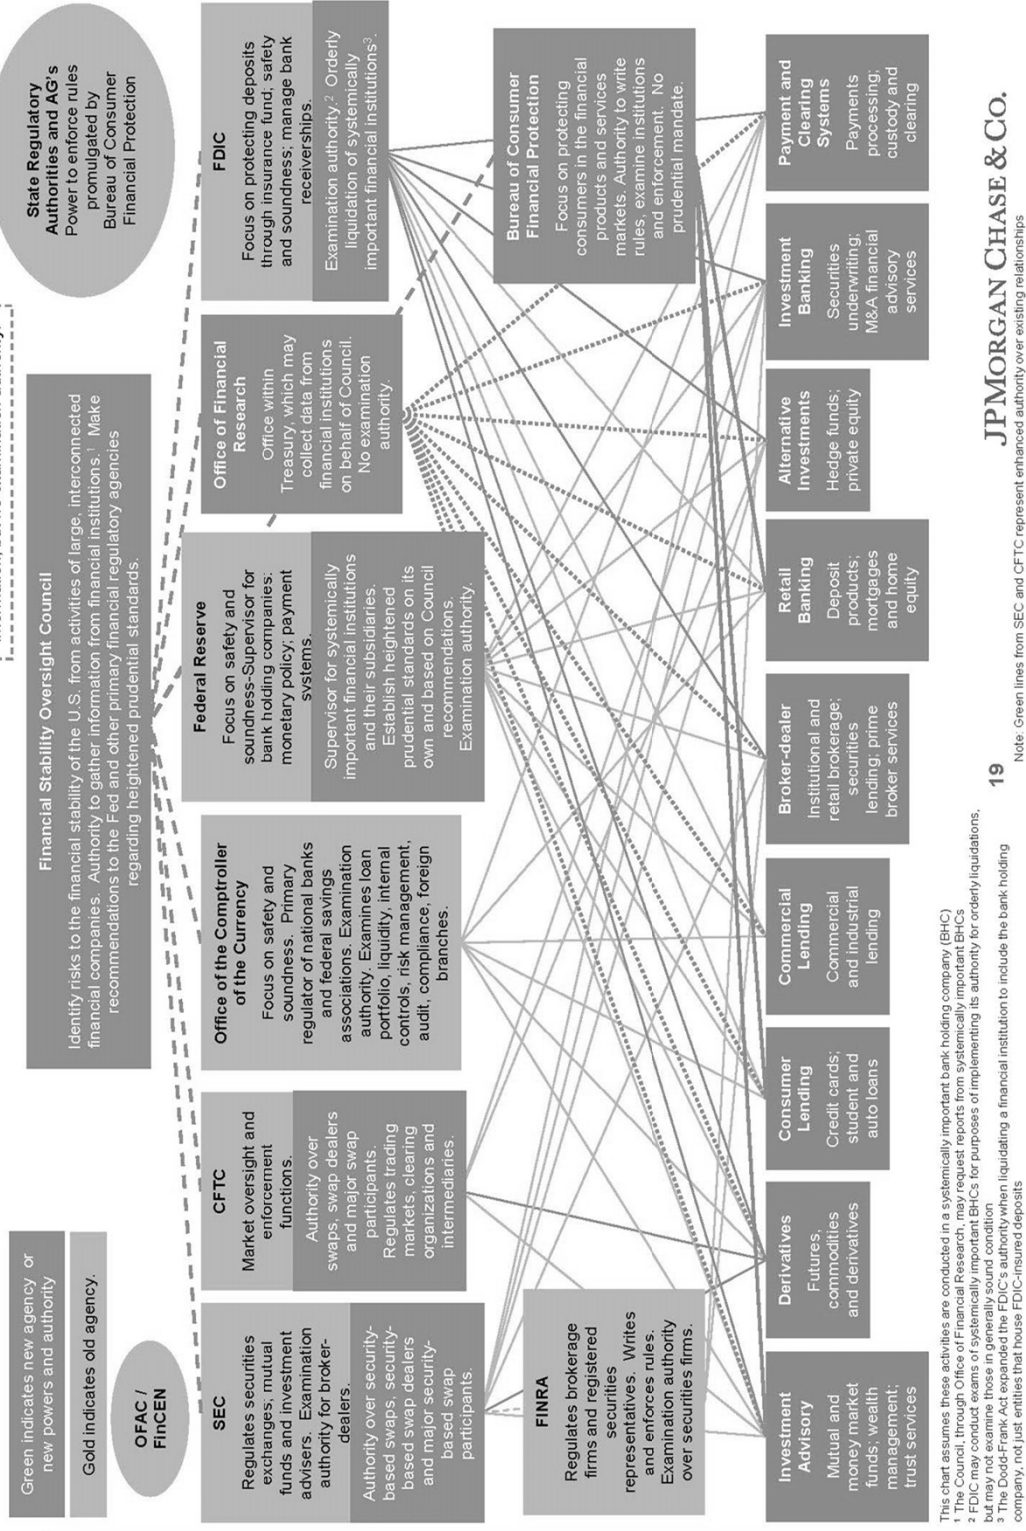 Green indicates new agency or
new powers and authority
Gold indicates old agency.
OFAC /
FinCEN
Financial Stability Oversight Council
Identify risks to the financial stability of the U.S. from activities of large, interconnected
financial companies. Authority to gather information from financial institutions.¹ Make
recommendations to the Fed and other primary financial regulatory agencies
regarding heightened prudential standards.
State Regulatory
Authorities and AG's
Power to enforce rules
promulgated by
Bureau of Consumer
Financial Protection
SEC
Regulates securities
exchanges; mutual
funds and investment
advisers. Examination
authority for broker-
dealers.
Authority over security-
based swaps, security-
based swap dealers
and major security-
based swap
participants.
CFTC
Market oversight and
enforcement
functions.
Authority over
swaps, swap dealers
and major swap
participants.
Regulates trading
markets, clearing
organizations and
intermediaries.
Office of the Comptroller
of the Currency
Focus on safety and
soundness. Primary
regulator of national banks
and federal savings
associations. Examination
authority. Examines loan
portfolio, liquidity, internal
controls, risk management,
audit, compliance, foreign
branches.
Federal Reserve
Focus on safety and
soundness-Supervisor for
bank holding companies:
monetary policy; payment
systems.
Supervisor for systemically
important financial institutions
and their subsidiaries.
Establish heightened
prudential standards on its
own and based on Council
recommendations.
Examination authority.
Office of Financial
Research
Office within
Treasury, which may
collect data from
financial institutions
on behalf of Council.
No examination
authority.
FDIC
Focus on protecting deposits
through insurance fund; safety
and soundness; manage bank
receiverships.
Examination authority.² Orderly
liquidation of systemically
important financial institutions³.
FINRA
Regulates brokerage
firms and registered
securities
representatives. Writes
and enforces rules.
Examination authority
over securities firms.
Bureau of Consumer
Financial Protection
Focus on protecting
consumers in the financial
products and services
markets. Authority to write
rules, examine institutions
and enforcement. No
prudential mandate.
Investment
Advisory
Mutual and
money market
funds; wealth
management;
trust services
Derivatives
Futures,
commodities
and derivatives
Consumer
Lending
Credit cards;
student and
auto loans
Commercial
Lending
Commercial
and industrial
lending
Broker-dealer
Institutional and
retail brokerage;
securities
lending; prime
broker services
Retail
Banking
Deposit
products;
mortgages
and home
equity
Alternative
Investments
Hedge funds;
private equity
Investment
Banking
Securities
underwriting;
M&A financial
advisory
services
Payment and
Clearing
Systems
Payments
processing;
custody and
clearing
This chart assumes these activities are conducted in a systemically important bank holding company (BHC)
¹ The Council, through Office of Financial Research, may request reports from systemically important BHCs
² FDIC may conduct exams of systemically important BHCs for purposes of implementing its authority for orderly liquidations,
but may not examine those in generally sound condition
³ The Dodd-Frank Act expanded the FDIC's authority when liquidating a financial institution to include the bank holding
company, not just entities that house FDIC-insured deposits
19
JPMORGAN CHASE & CO.
Note: Green lines from SEC and CFTC represent enhanced authority over existing relationships